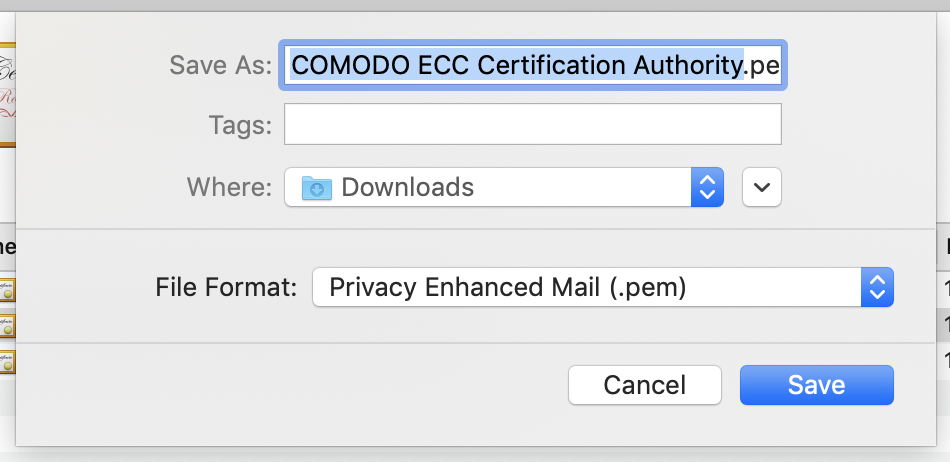 Save As: COMODO ECC Certification Authority.pe
Tags:
Where: Downloads
File Format: Privacy Enhanced Mail (.pem)
Cancel Save